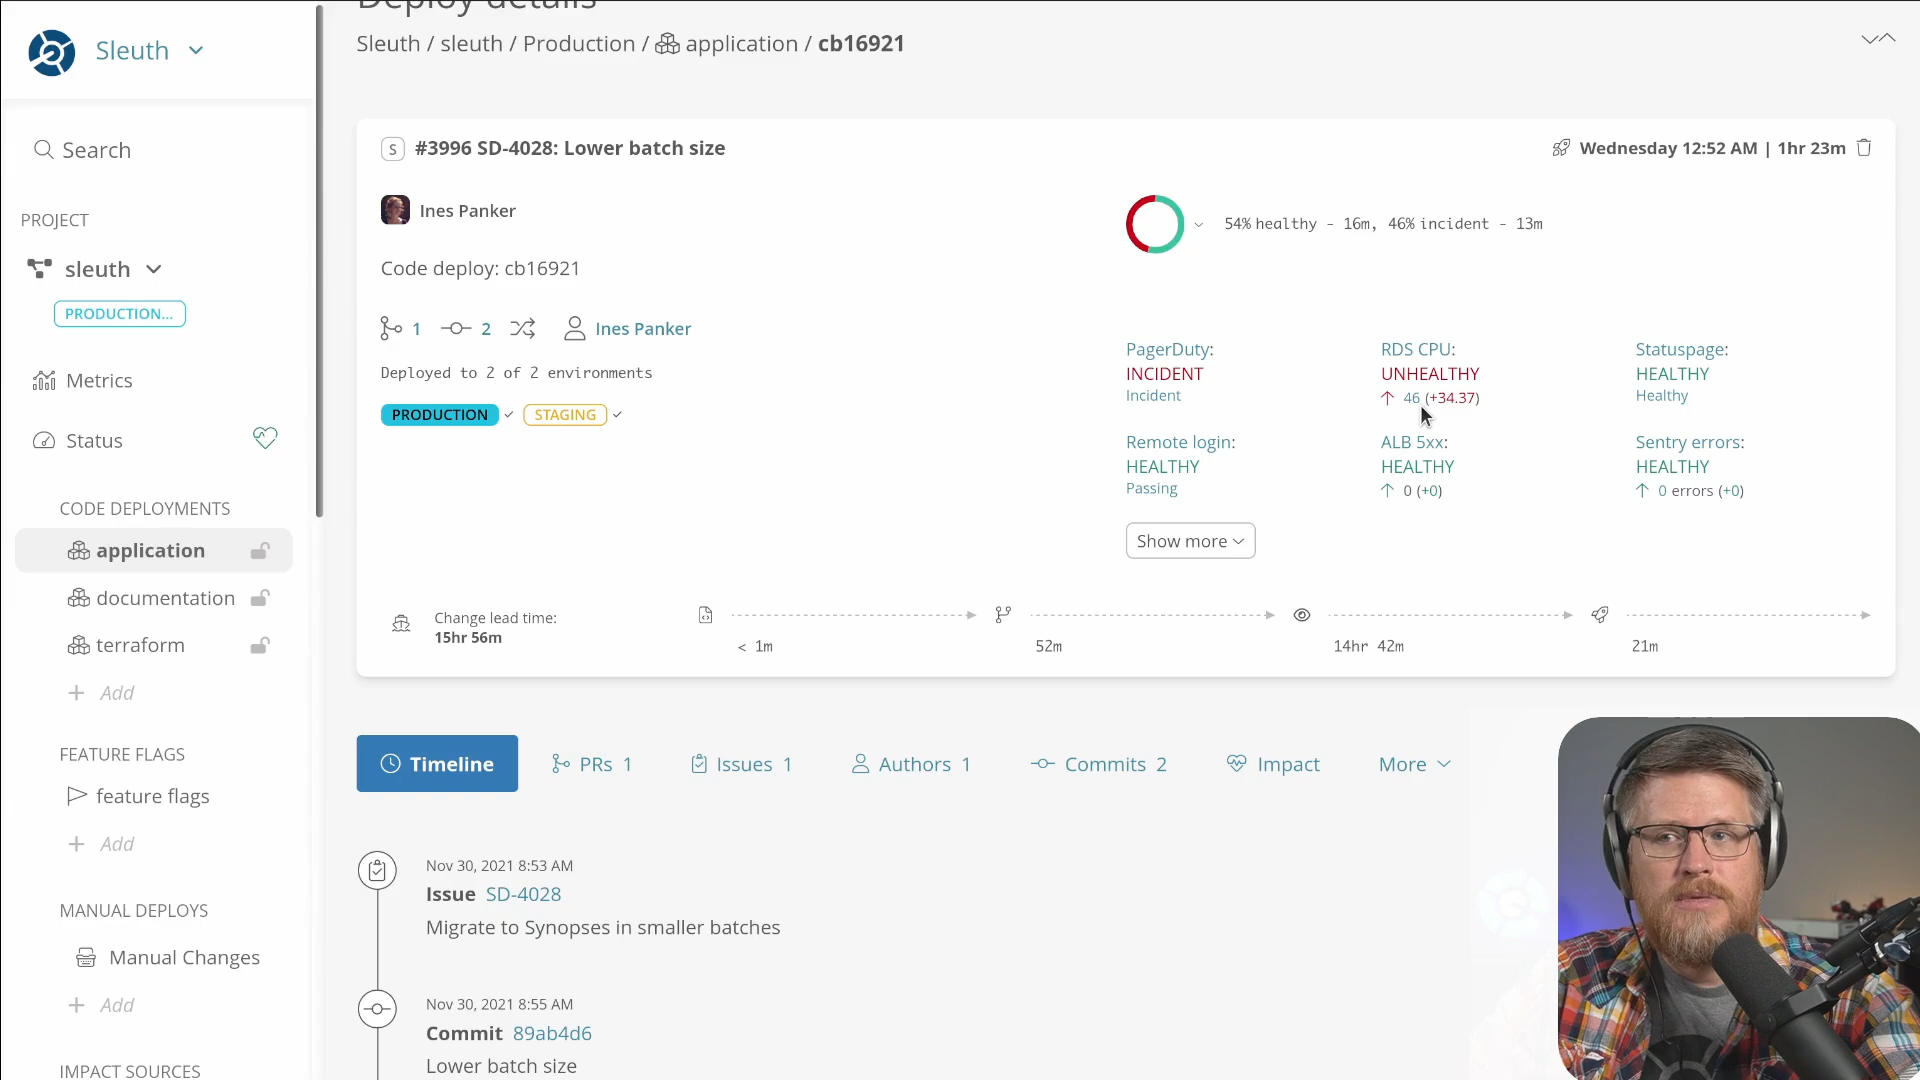 Deploy details
Sleuth
Sleuth / sleuth / Production / application / cb16921
Search
PROJECT
sleuth
PRODUCTION...
Metrics
Status
CODE DEPLOYMENTS
application
documentation
terraform
+ Add
FEATURE FLAGS
feature flags
+ Add
MANUAL DEPLOYS
Manual Changes
+ Add
IMPACT SOURCES
S #3996 SD-4028: Lower batch size
Wednesday 12:52 AM | 1hr 23m
Ines Panker
54% healthy - 16m, 46% incident - 13m
Code deploy: cb16921
1 2 Ines Panker
Deployed to 2 of 2 environments
PRODUCTION STAGING
PagerDuty:
INCIDENT
Incident
RDS CPU:
UNHEALTHY
↑ 46 (+34.37)
Statuspage:
HEALTHY
Healthy
Remote login:
HEALTHY
Passing
ALB 5xx:
HEALTHY
↑ 0 (+0)
Sentry errors:
HEALTHY
↑ 0 errors (+0)
Show more
Change lead time:
15hr 56m
< 1m
52m
14hr 42m
21m
Timeline
PRs 1
Issues 1
Authors 1
Commits 2
Impact
More
Nov 30, 2021 8:53 AM
Issue SD-4028
Migrate to Synopses in smaller batches
Nov 30, 2021 8:55 AM
Commit 89ab4d6
Lower batch size